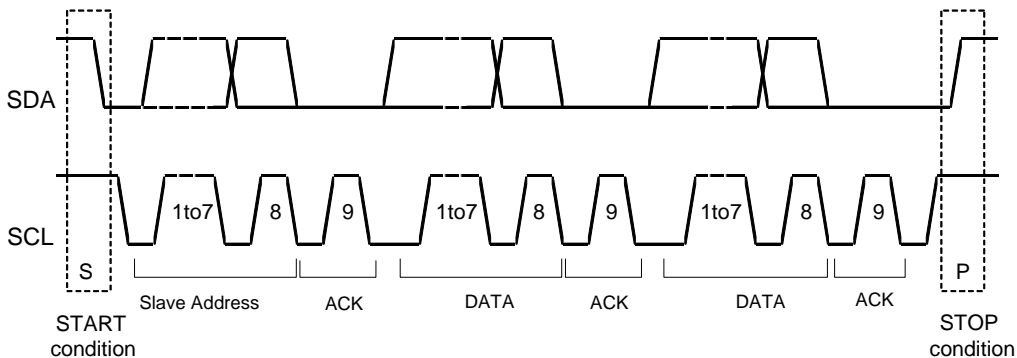 SDA
1to7 8 9 1to7 8 9 1to7 8 9
SCL
S P
Slave Address ACK DATA ACK DATA ACK
START
condition
STOP
condition